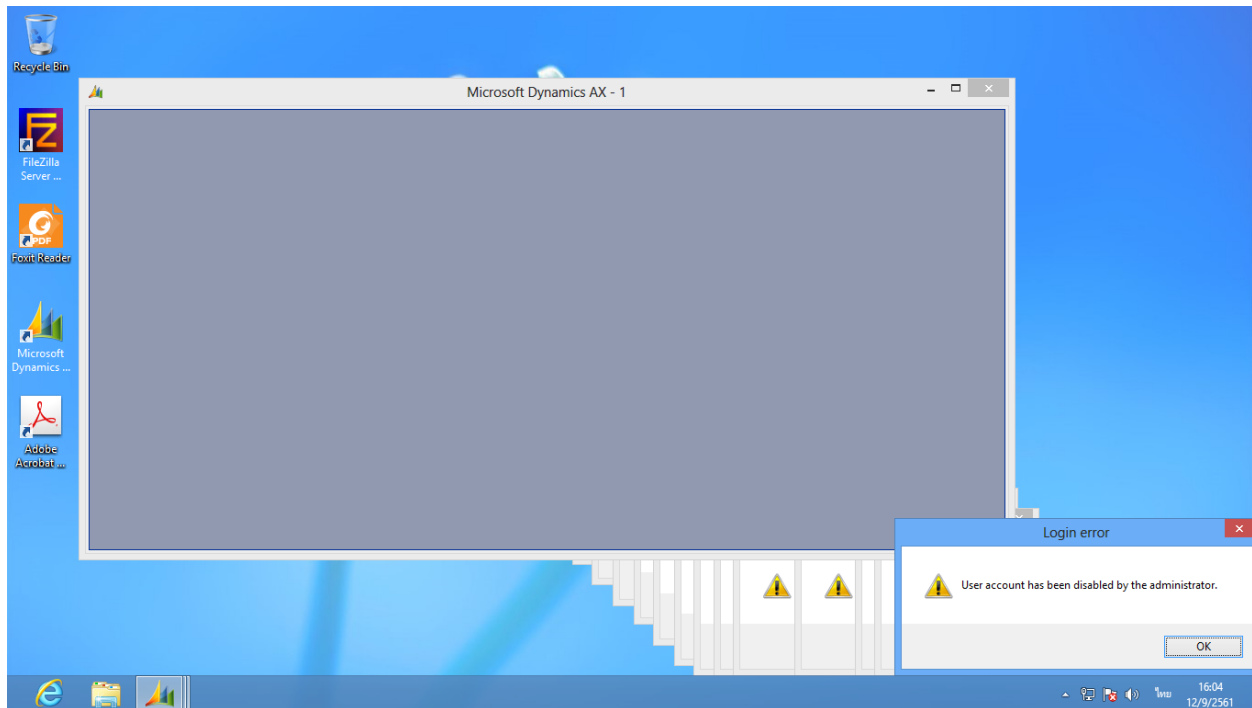 Recycle Bin
Microsoft Dynamics AX - 1
FileZilla
Server ...
PDF
Foxit Reader
Microsoft
Dynamics ...
Adobe
Acrobat ...
Login error
User account has been disabled by the administrator.
OK
ไทย
16:04
12/9/2561